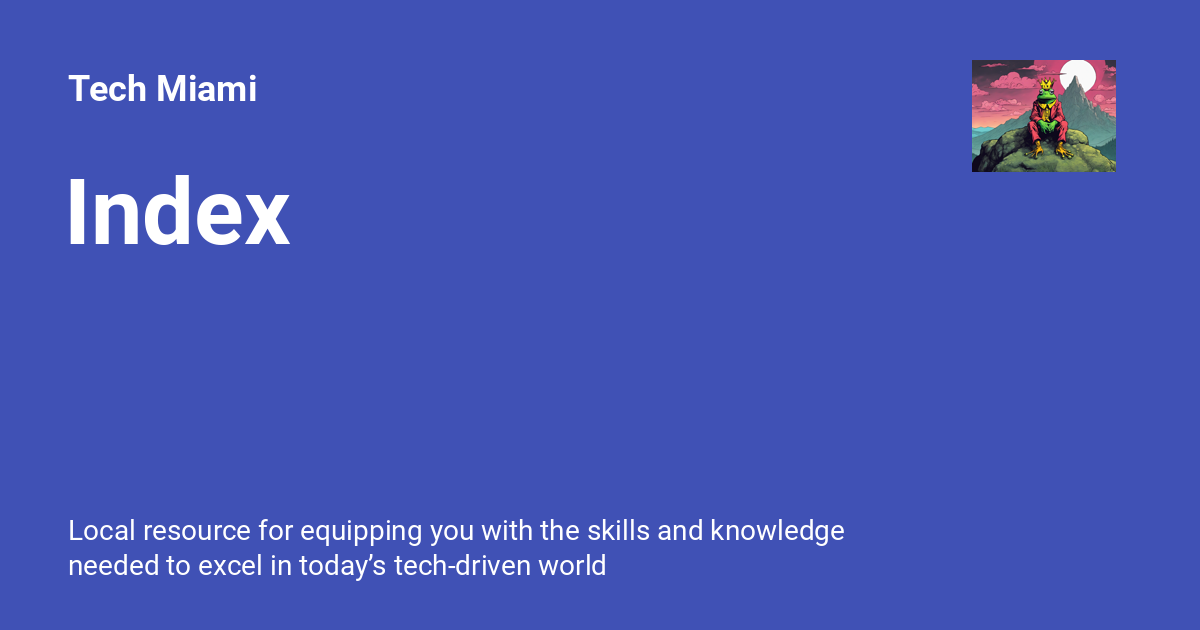 Tech Miami
Index
Local resource for equipping you with the skills and knowledge
needed to excel in today’s tech-driven world